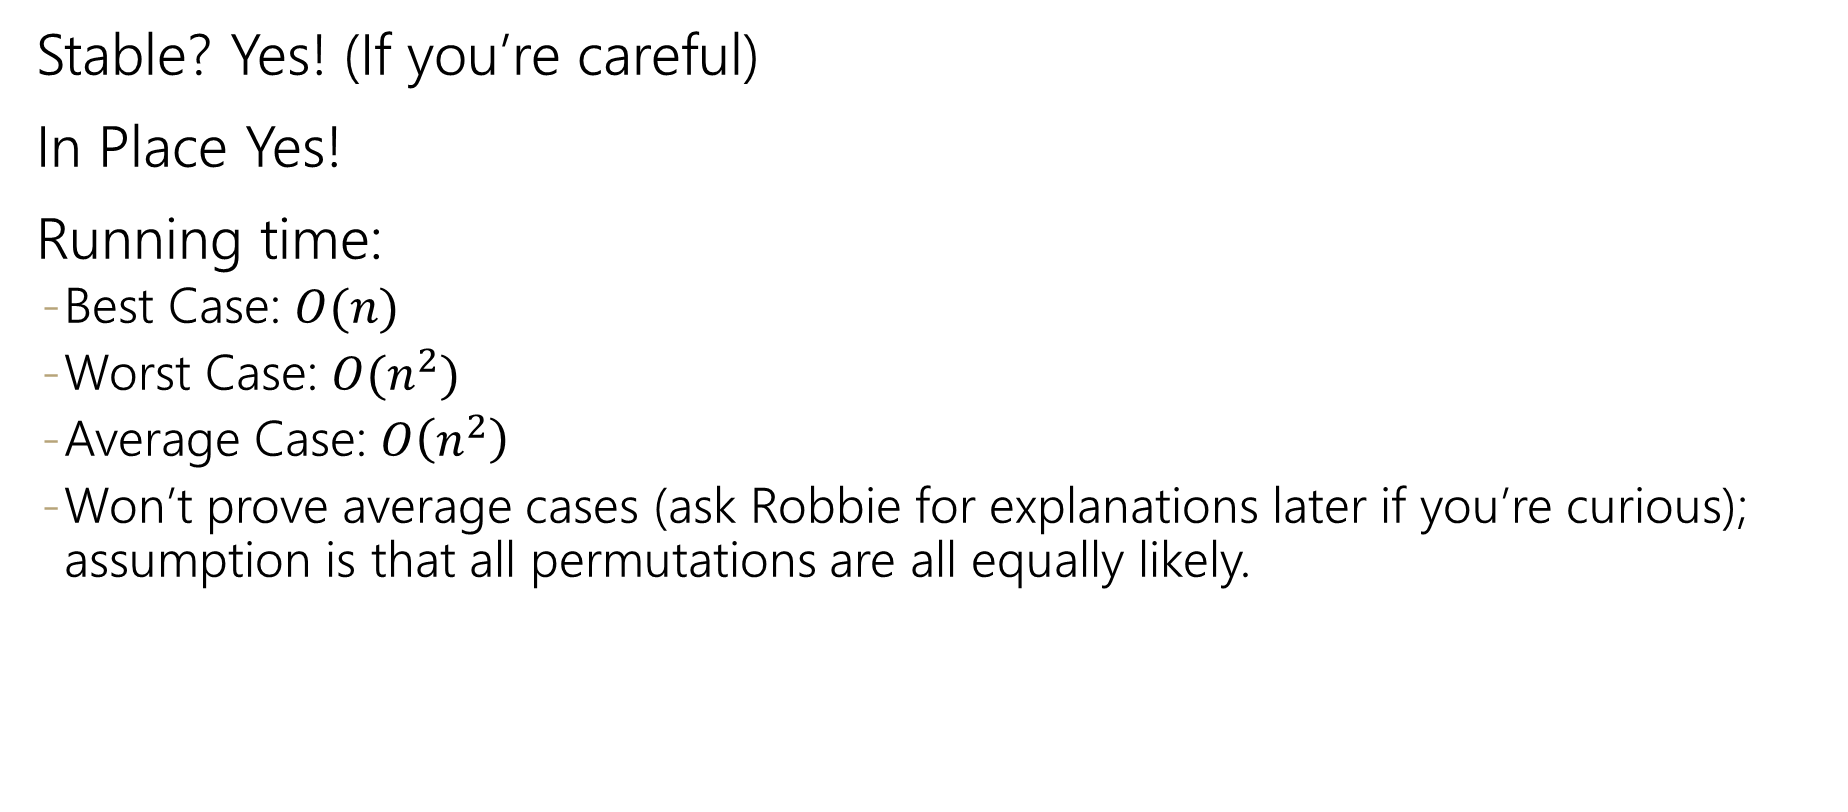 Stable? Yes! (If you’re careful)
In Place Yes!
Running time:
-Best Case: 𝑂(𝑛)
-Worst Case: 𝑂(𝑛²)
-Average Case: 𝑂(𝑛²)
-Won’t prove average cases (ask Robbie for explanations later if you’re curious);
assumption is that all permutations are all equally likely.